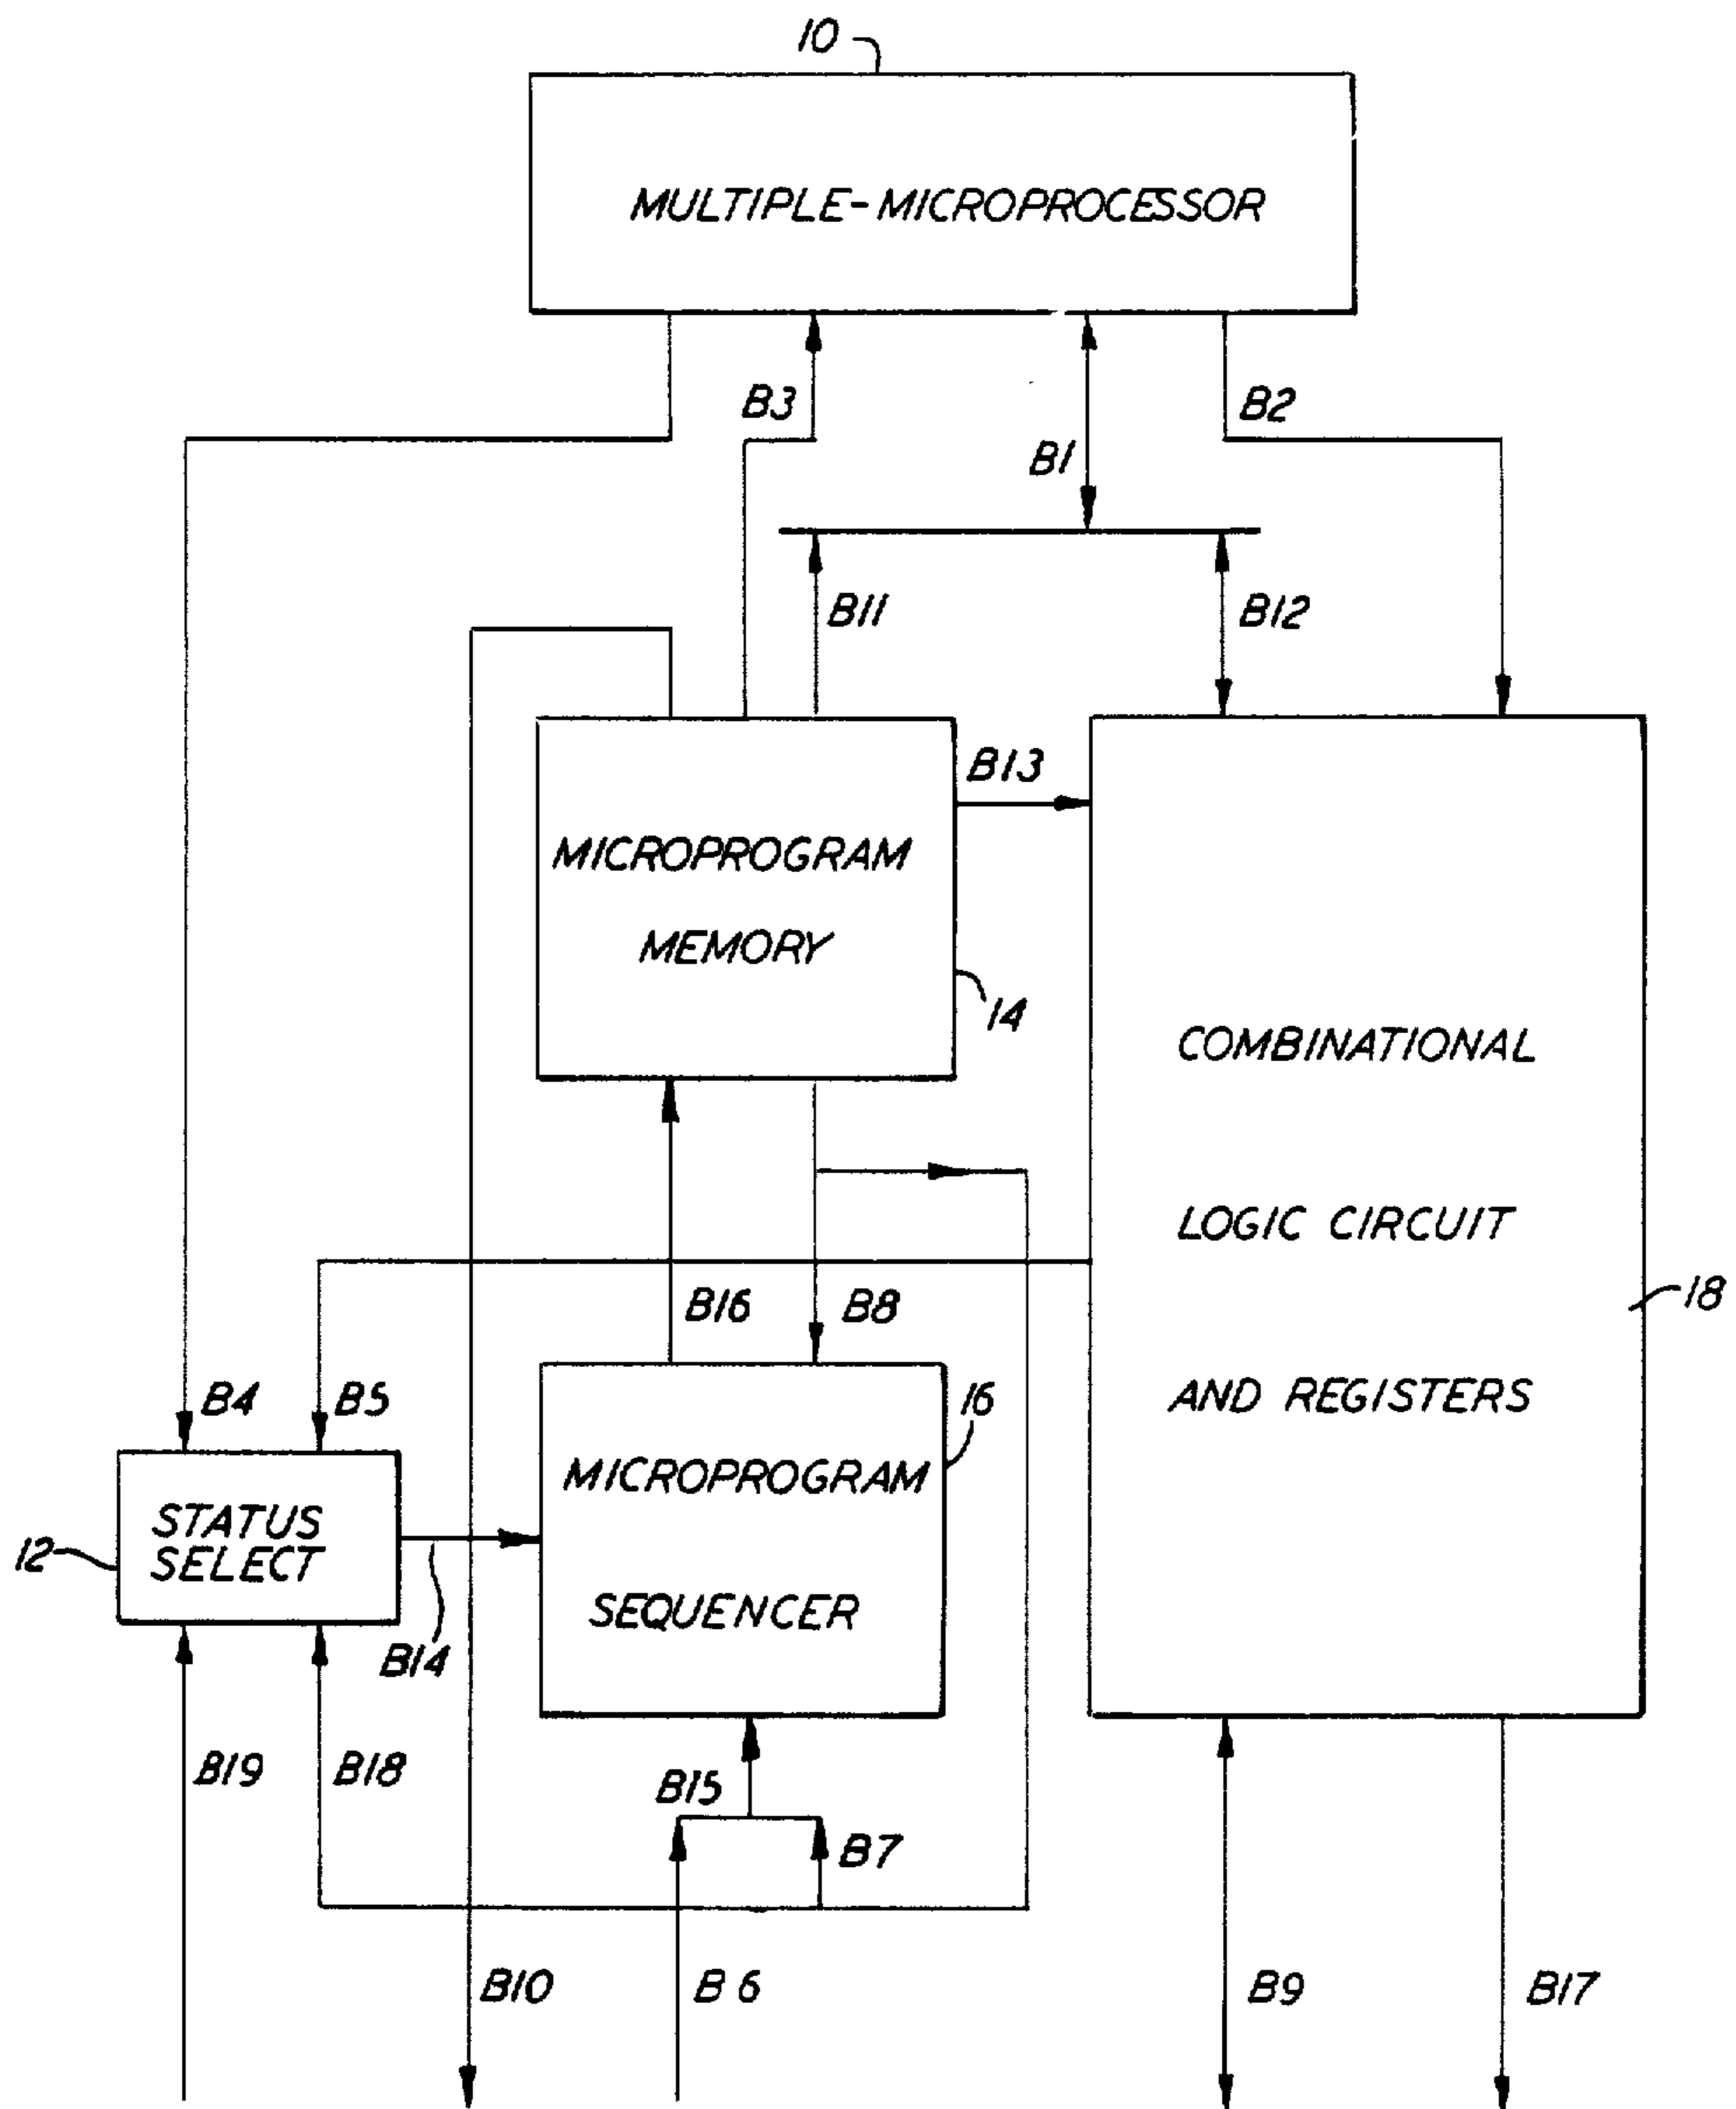 10
MULTIPLE-MICROPROCESSOR
B3
B2
B1
B11
B12
B13
MICROPROGRAM
MEMORY
14
COMBINATIONAL
LOGIC CIRCUIT
AND REGISTERS
18
B16
B8
B4
B5
16
MICROPROGRAM
SEQUENCER
12
STATUS
SELECT
B14
B19
B18
B15
B7
B10
B6
B9
B17